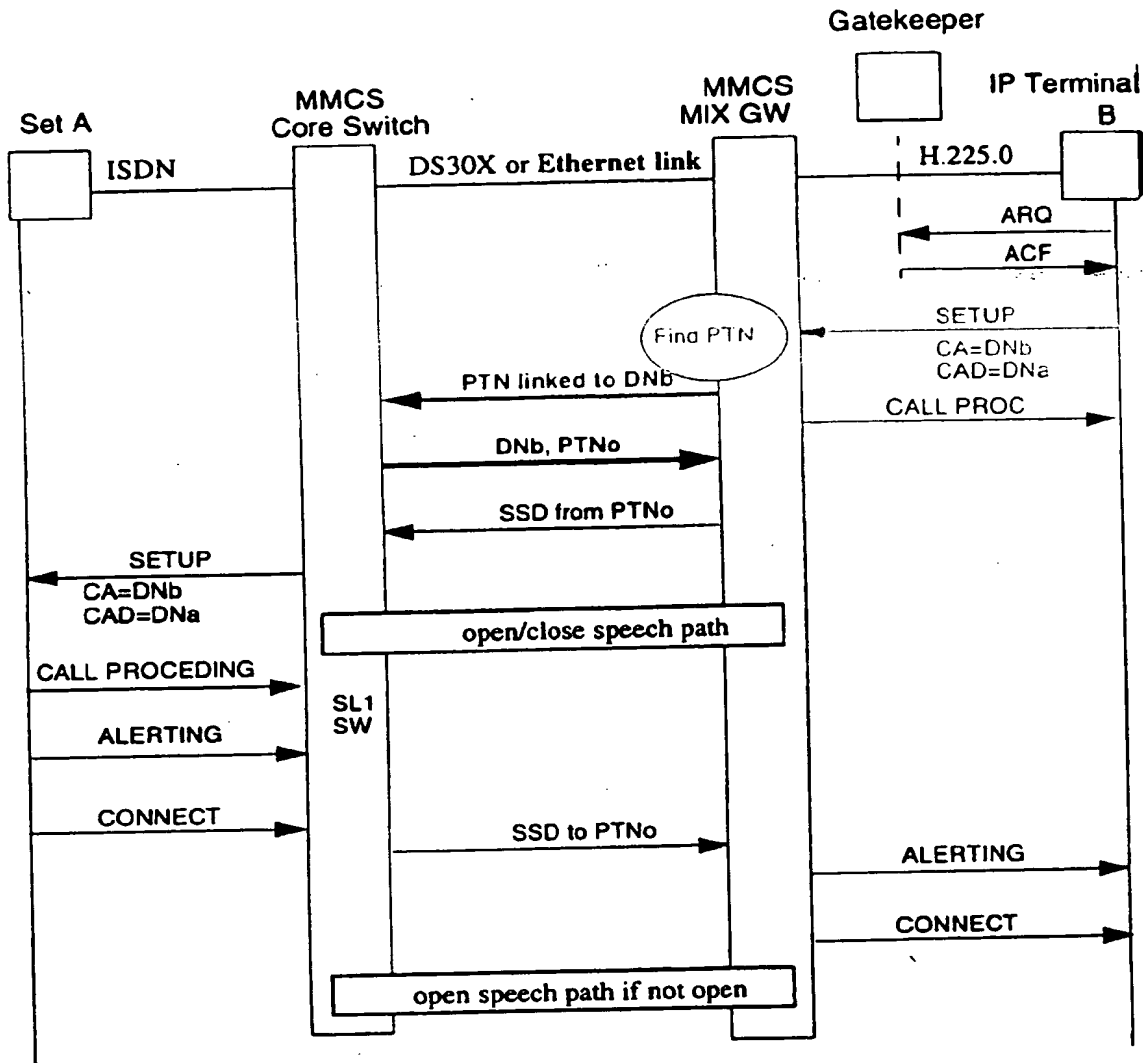 Gatekeeper
Set A
MMCS
Core Switch
MMCS
MIX GW
IP Terminal
B
ISDN
DS30X or Ethernet link
H.225.0
ARQ
ACF
Find PTN
SETUP
CA=DNb
CAD=DNa
PTN linked to DNb
CALL PROC
DNb, PTNo
SSD from PTNo
SETUP
CA=DNb
CAD=DNa
open/close speech path
CALL PROCEDING
SL1
SW
ALERTING
CONNECT
SSD to PTNo
ALERTING
CONNECT
open speech path if not open